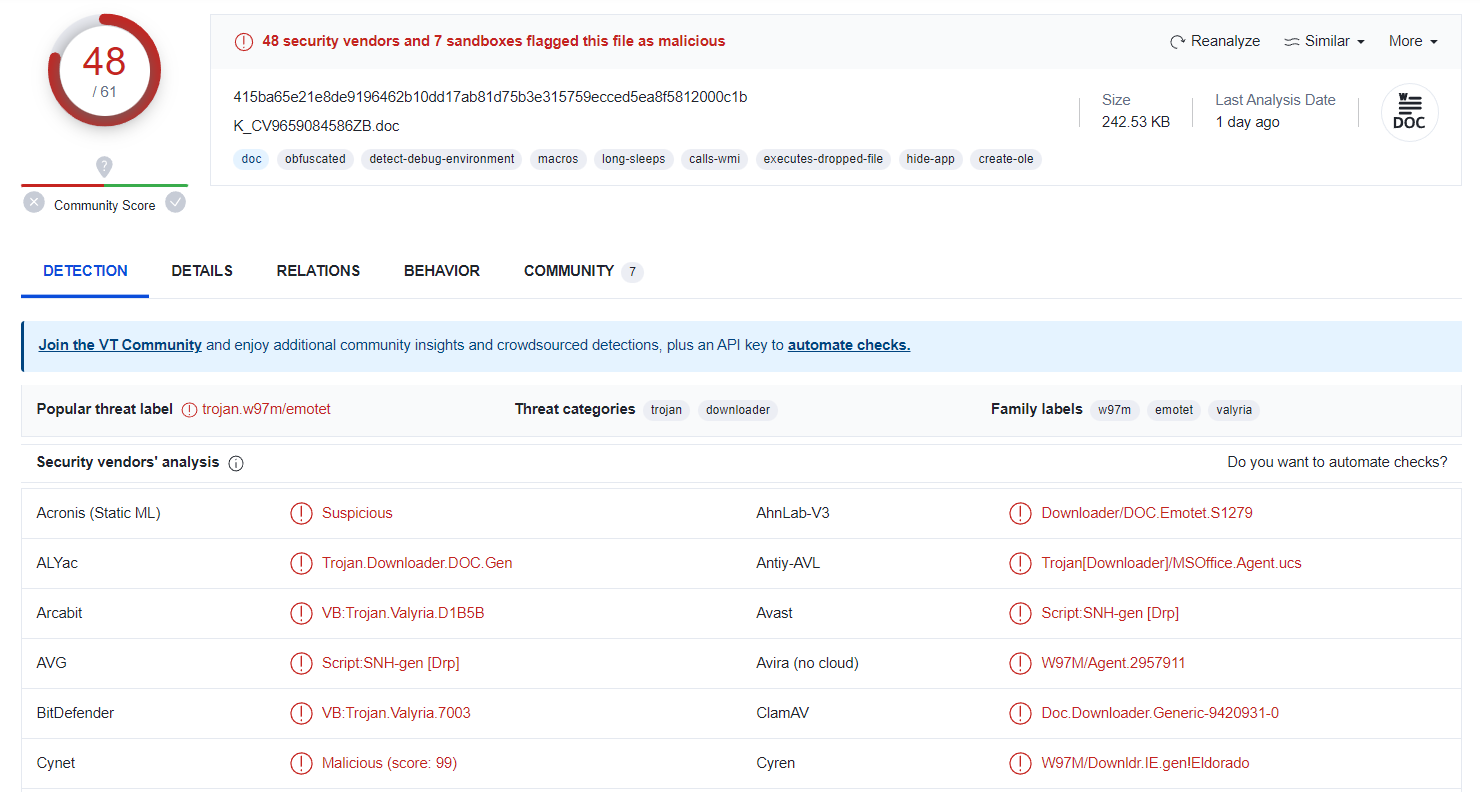 48
/ 61
?
Community Score
48 security vendors and 7 sandboxes flagged this file as malicious
Reanalyze
Similar
More
415ba65e21e8de9196462b10dd17ab81d75b3e315759ecced5ea8f5812000c1b
K_CV9659084586ZB.doc
Size
242.53 KB
Last Analysis Date
1 day ago
W
DOC
doc obfuscated detect-debug-environment macros long-sleeps calls-wmi executes-dropped-file hide-app create-ole
DETECTION DETAILS RELATIONS BEHAVIOR COMMUNITY 7
Join the VT Community and enjoy additional community insights and crowdsourced detections, plus an API key to automate checks.
Popular threat label trojan.w97m/emotet Threat categories trojan downloader Family labels w97m emotet valyria
Security vendors' analysis Do you want to automate checks?
Acronis (Static ML) Suspicious AhnLab-V3 Downloader/DOC.Emotet.S1279
ALYac Trojan.Downloader.DOC.Gen Antiy-AVL Trojan[Downloader]/MSOffice.Agent.ucs
Arcabit VB:Trojan.Valyria.D1B5B Avast Script:SNH-gen [Drp]
AVG Script:SNH-gen [Drp] Avira (no cloud) W97M/Agent.2957911
BitDefender VB:Trojan.Valyria.7003 ClamAV Doc.Downloader.Generic-9420931-0
Cynet Malicious (score: 99) Cyren W97M/Downldr.IE.gen!Eldorado